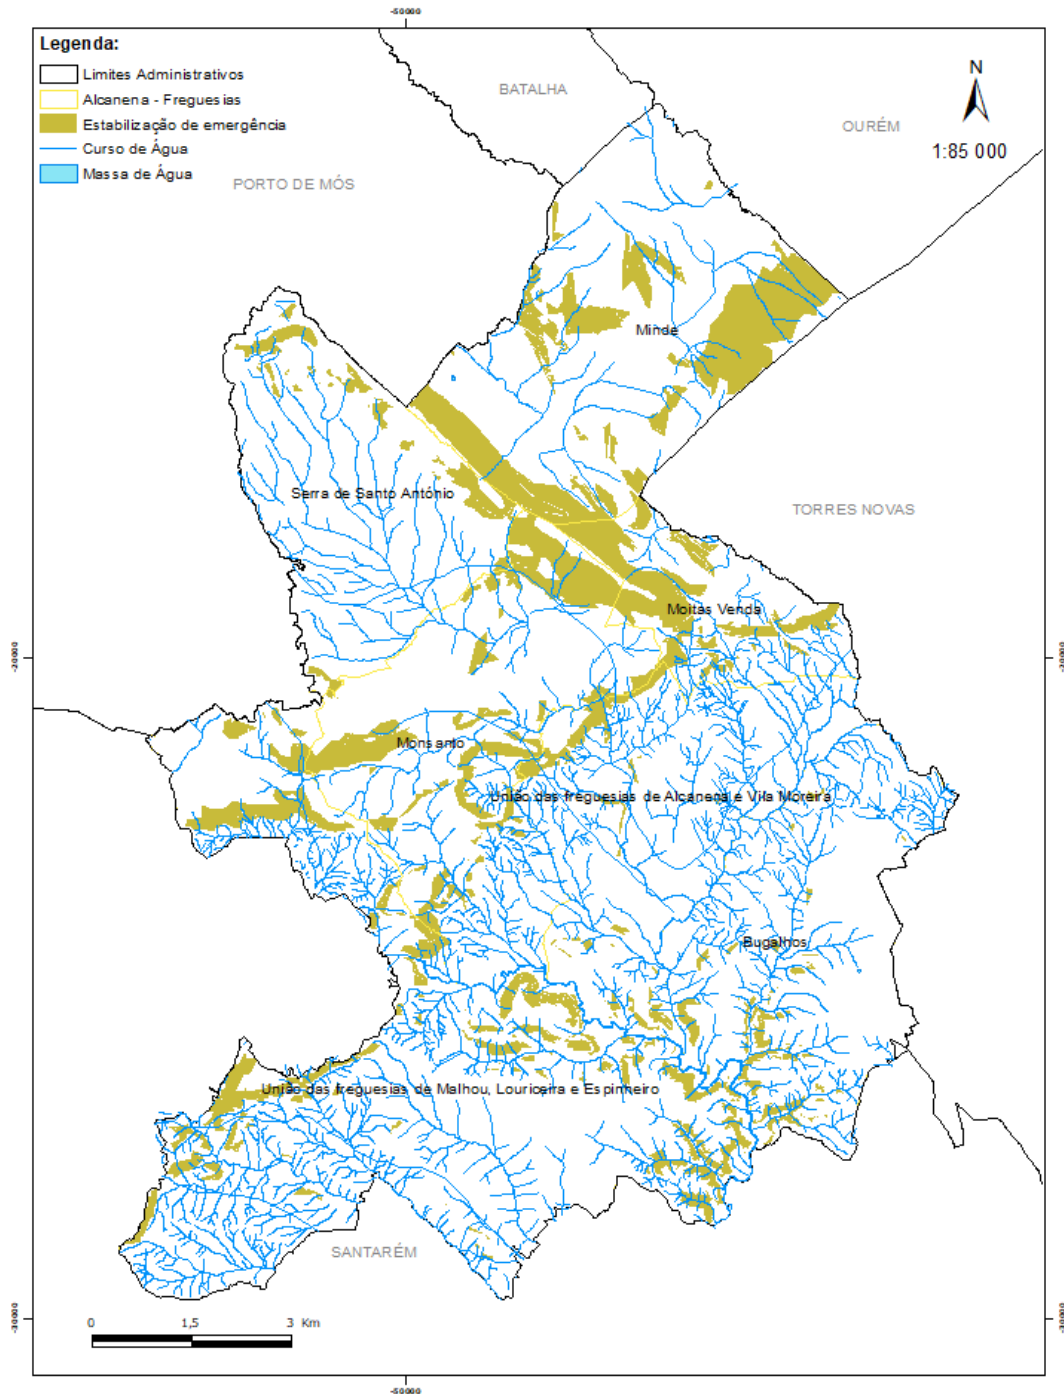 -50000
Legenda:
Limites Administrativos
Alcanena - Freguesias
Estabilização de emergência
Curso de Água
Massa de Água
BATALHA
N
OURÉM
1:85 000
PORTO DE MÓS
Minde
Serra de Santo António
TORRES NOVAS
Moitas Venda
-20000
-20000
Monsanto
União das freguesias de Alcanena e Vila Moreira
Bugalhos
União das freguesias de Malhou, Louriceira e Espinheiro
SANTARÉM
-30000
-30000
0 1,5 3 Km
-50000